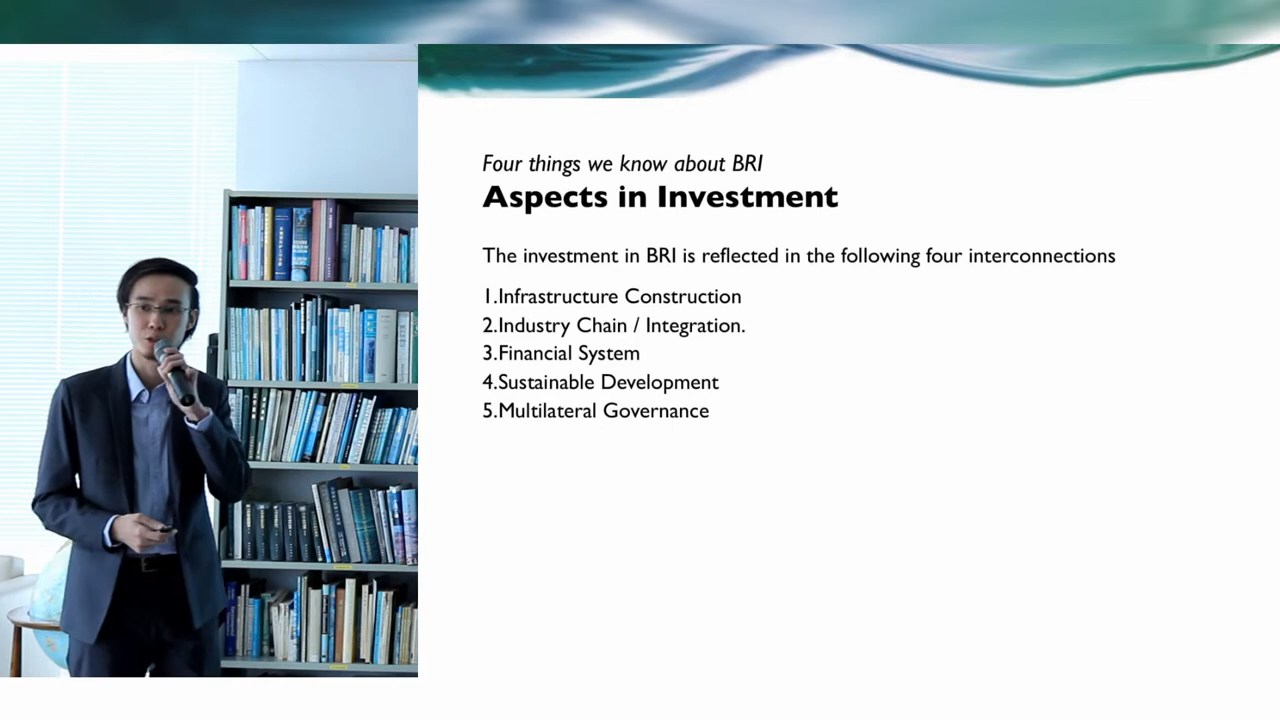 Four things we know about BRI
Aspects in Investment
The investment in BRI is reflected in the following four interconnections
1.Infrastructure Construction
2.Industry Chain / Integration.
3.Financial System
4.Sustainable Development
5.Multilateral Governance